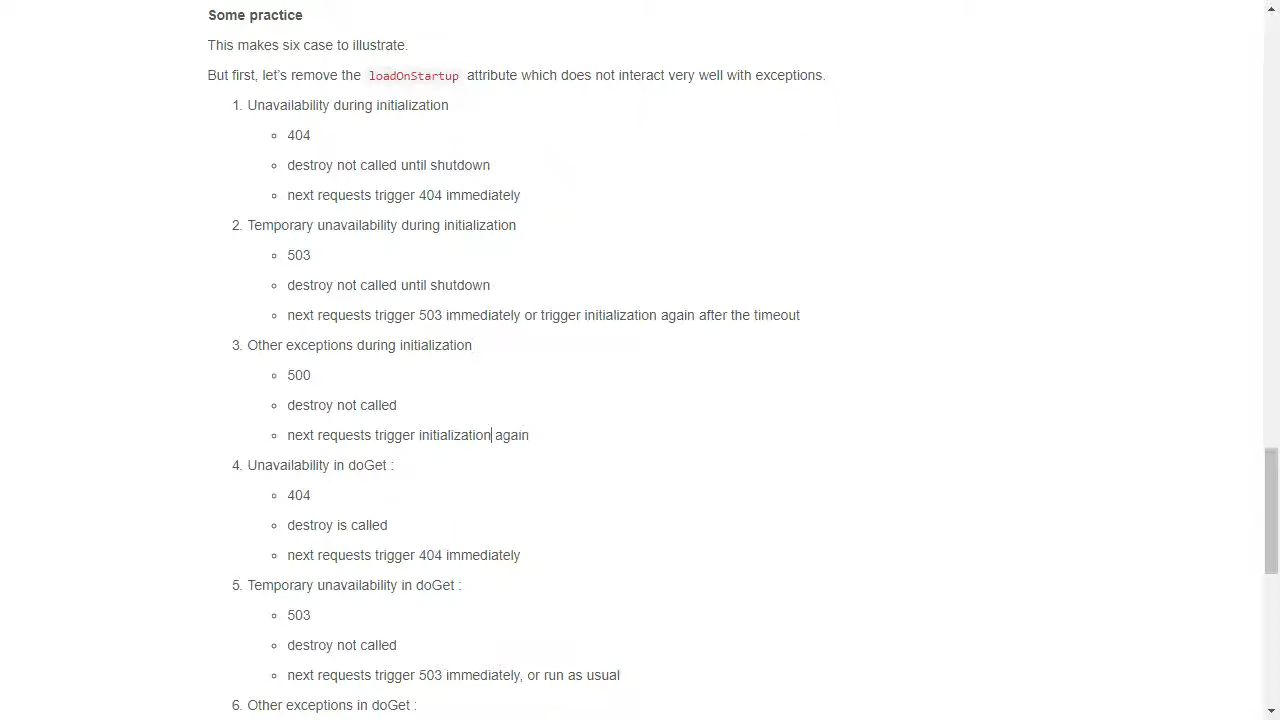 Some practice
This makes six case to illustrate.
But first, let's remove the loadOnStartup attribute which does not interact very well with exceptions.
1. Unavailability during initialization
404
destroy not called until shutdown
next requests trigger 404 immediately
2. Temporary unavailability during initialization
503
destroy not called until shutdown
next requests trigger 503 immediately or trigger initialization again after the timeout
3. Other exceptions during initialization
500
destroy not called
next requests trigger initialization again
4. Unavailability in doGet :
404
destroy is called
next requests trigger 404 immediately
5. Temporary unavailability in doGet :
503
destroy not called
next requests trigger 503 immediately, or run as usual
6. Other exceptions in doGet :